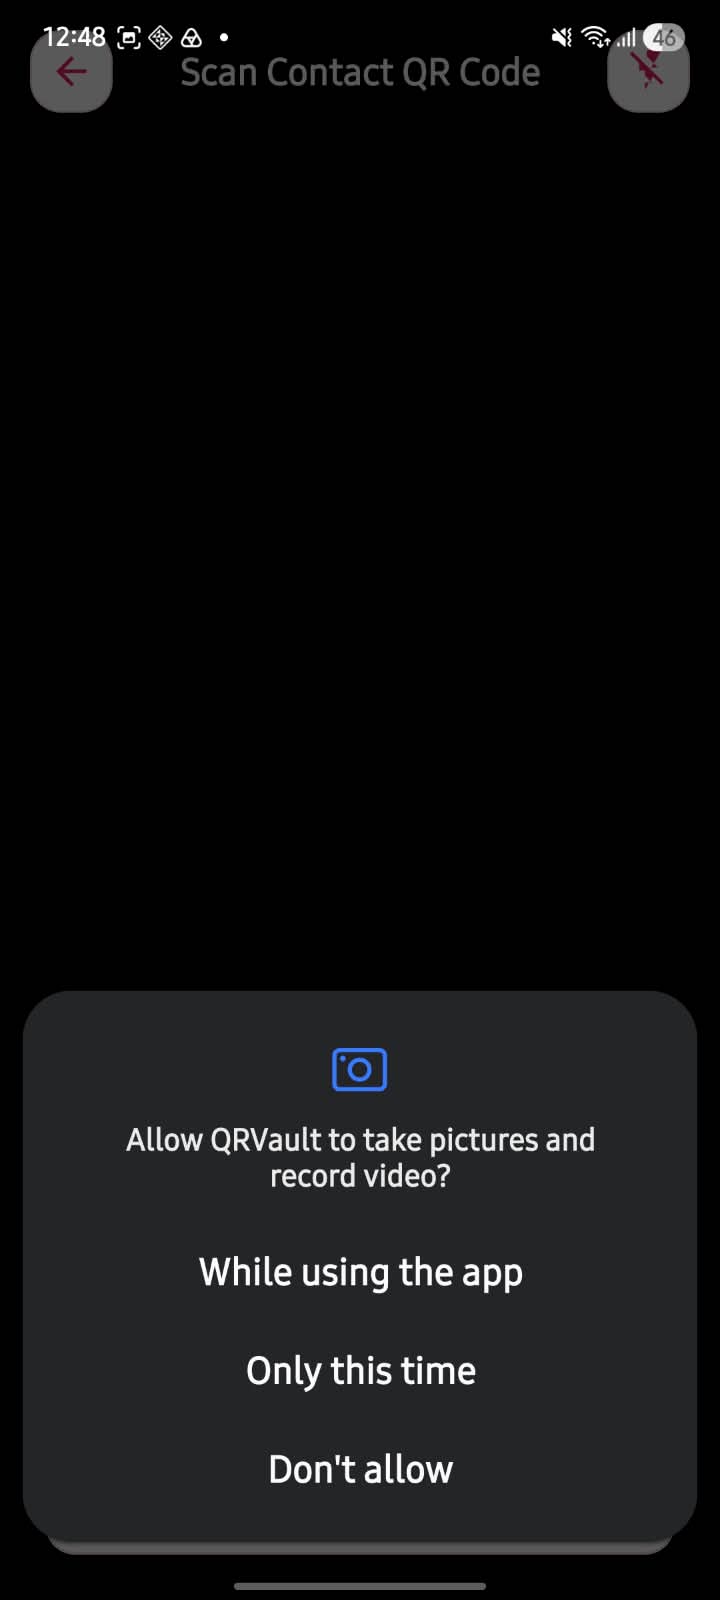 12:48
46
Scan Contact QR Code
Allow QRVault to take pictures and
record video?
While using the app
Only this time
Don't allow